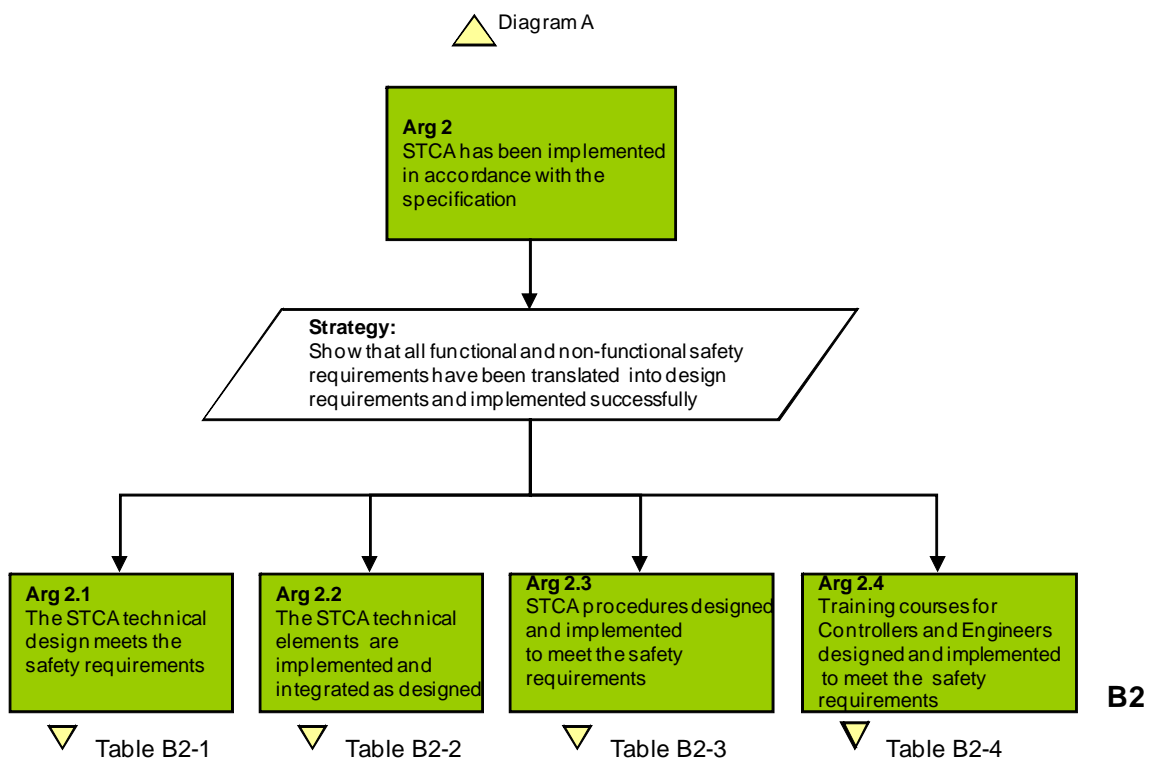 Diagram A
Arg 2
STCA has been implemented
in accordance with the
specification
Strategy:
Show that all functional and non-functional safety
requirements have been translated into design
requirements and implemented successfully
Arg 2.1
The STCA technical
design meets the
safety requirements
Arg 2.2
The STCA technical
elements are
implemented and
integrated as designed
Arg 2.3
STCA procedures designed
and implemented
to meet the safety
requirements
Arg 2.4
Training courses for
Controllers and Engineers
designed and implemented
to meet the safety
requirements
B2
Table B2-1
Table B2-2
Table B2-3
Table B2-4